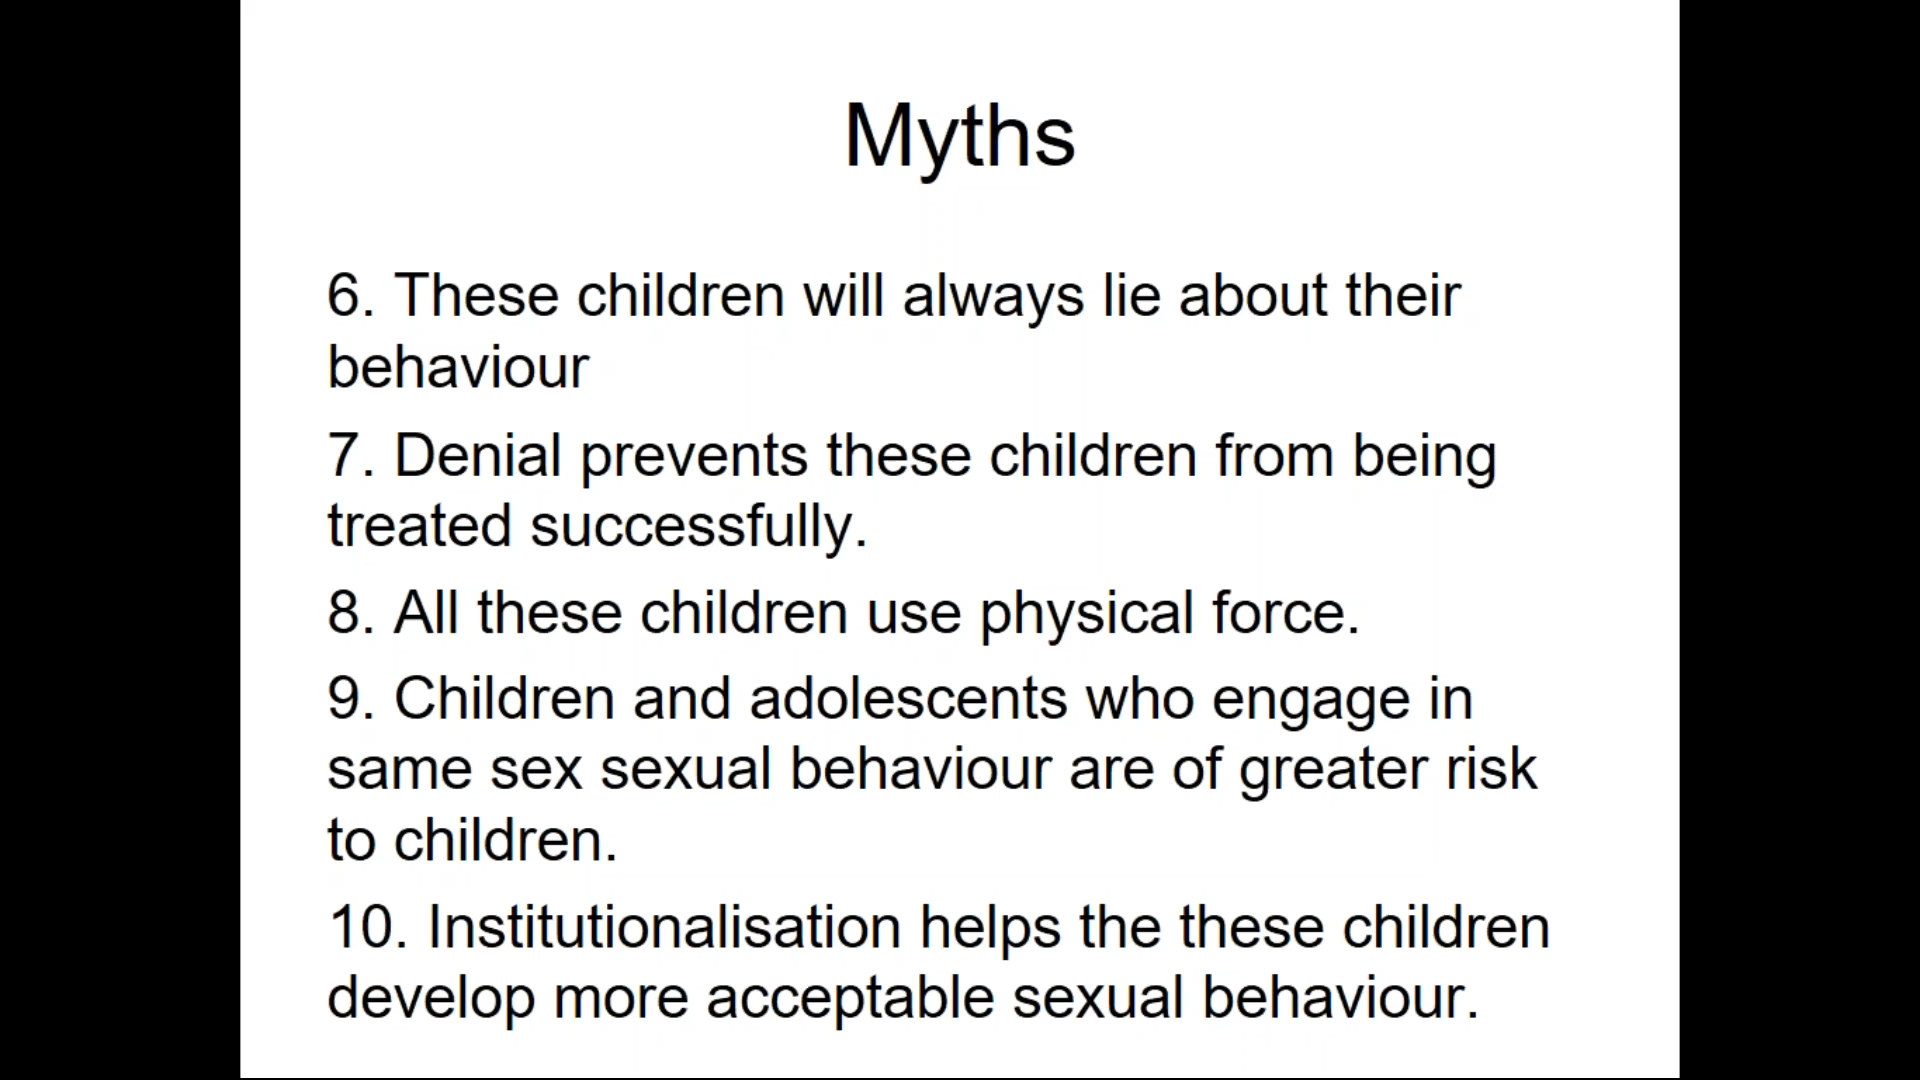 Myths
6. These children will always lie about their
behaviour
7. Denial prevents these children from being
treated successfully.
8. All these children use physical force.
9. Children and adolescents who engage in
same sex sexual behaviour are of greater risk
to children.
10. Institutionalisation helps the these children
develop more acceptable sexual behaviour.